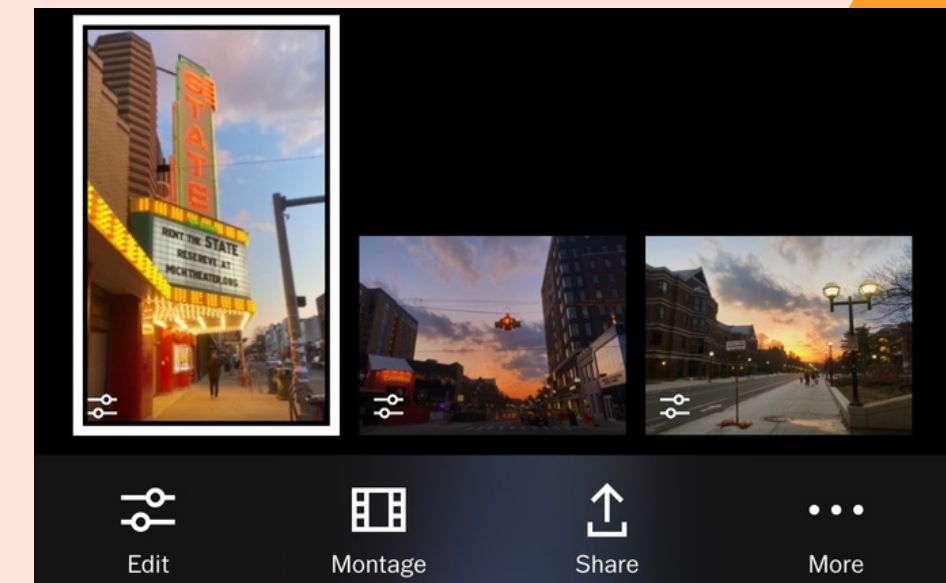 STATE
RENT THE STATE
RESEREVE AT
MICHTHEATER.ORG
Edit
Montage
Share
More